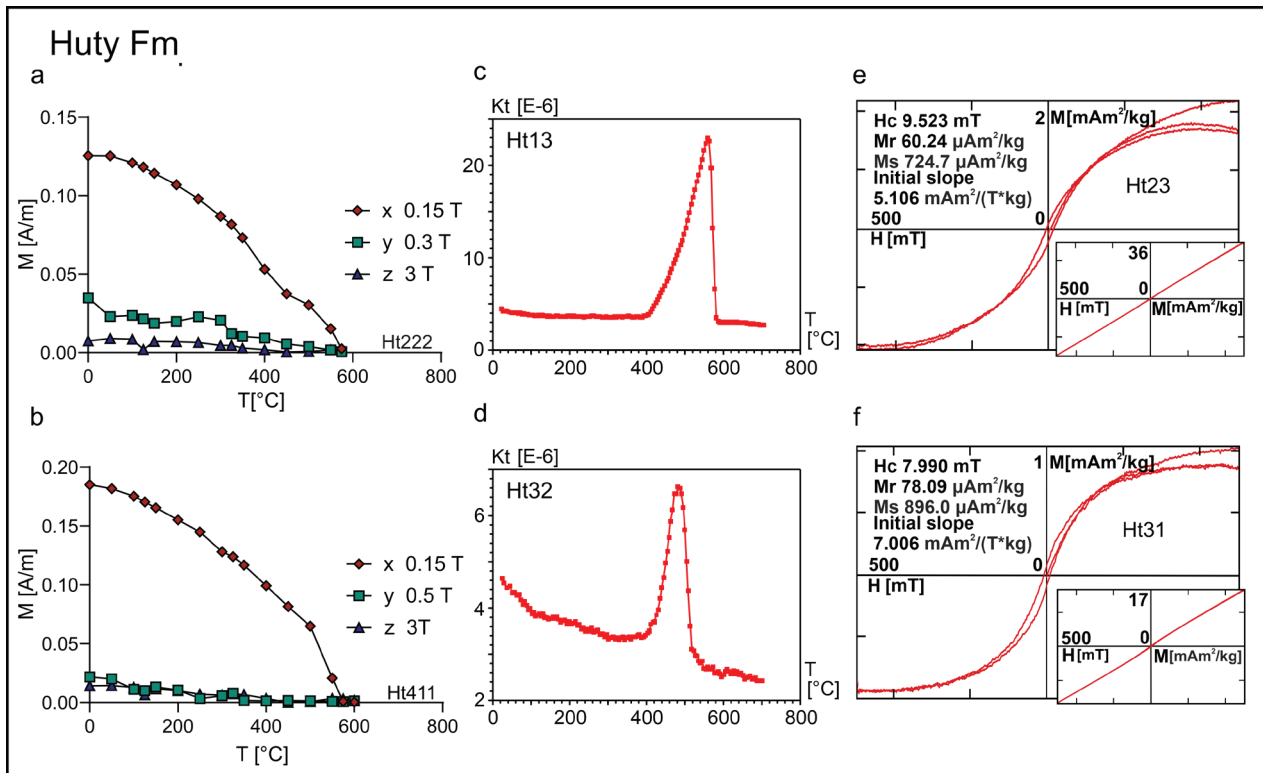 Huty Fm.
a
M [A/m]
0.15
0.10
0.05
0.00
x 0.15 T
y 0.3 T
z 3 T
Ht222
0 200 400 600 800
T[°C]
b
M [A/m]
0.20
0.15
0.10
0.05
0.00
x 0.15 T
y 0.5 T
z 3T
Ht411
0 200 400 600 800
T [°C]
c
Kt [E-6]
Ht13
20
10
0
T
[°C]
0 200 400 600 800
d
Kt [E-6]
Ht32
6
4
2
T
[°C]
0 200 400 600 800
e
Hc 9.523 mT
Mr 60.24 µAm²/kg
Ms 724.7 µAm²/kg
Initial slope
5.106 mAm²/(T*kg)
2 M[mAm²/kg]
Ht23
500 0
H [mT]
36
500 0
H [mT] M[mAm²/kg]
f
Hc 7.990 mT
Mr 78.09 µAm²/kg
Ms 896.0 µAm²/kg
Initial slope
7.006 mAm²/(T*kg)
1 M[mAm²/kg]
Ht31
500 0
H [mT]
17
500 0
H [mT] M[mAm²/kg]